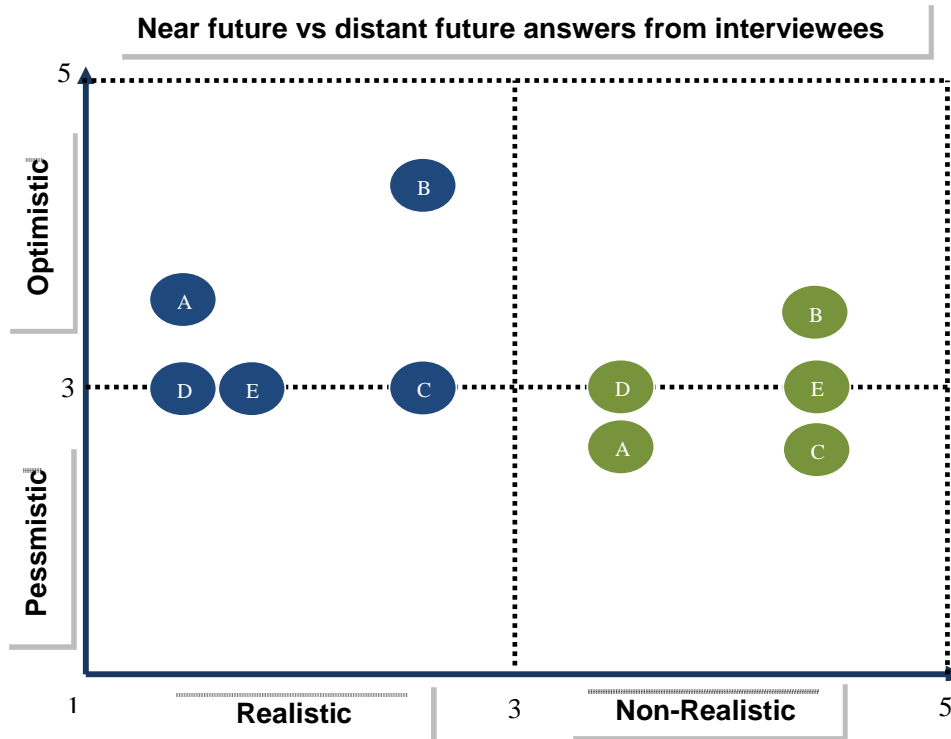 Near future vs distant future answers from interviewees
5
Optimistic
B
A
B
3
D
E
C
D
E
A
C
Pessmistic
1
Realistic
3
Non-Realistic
5